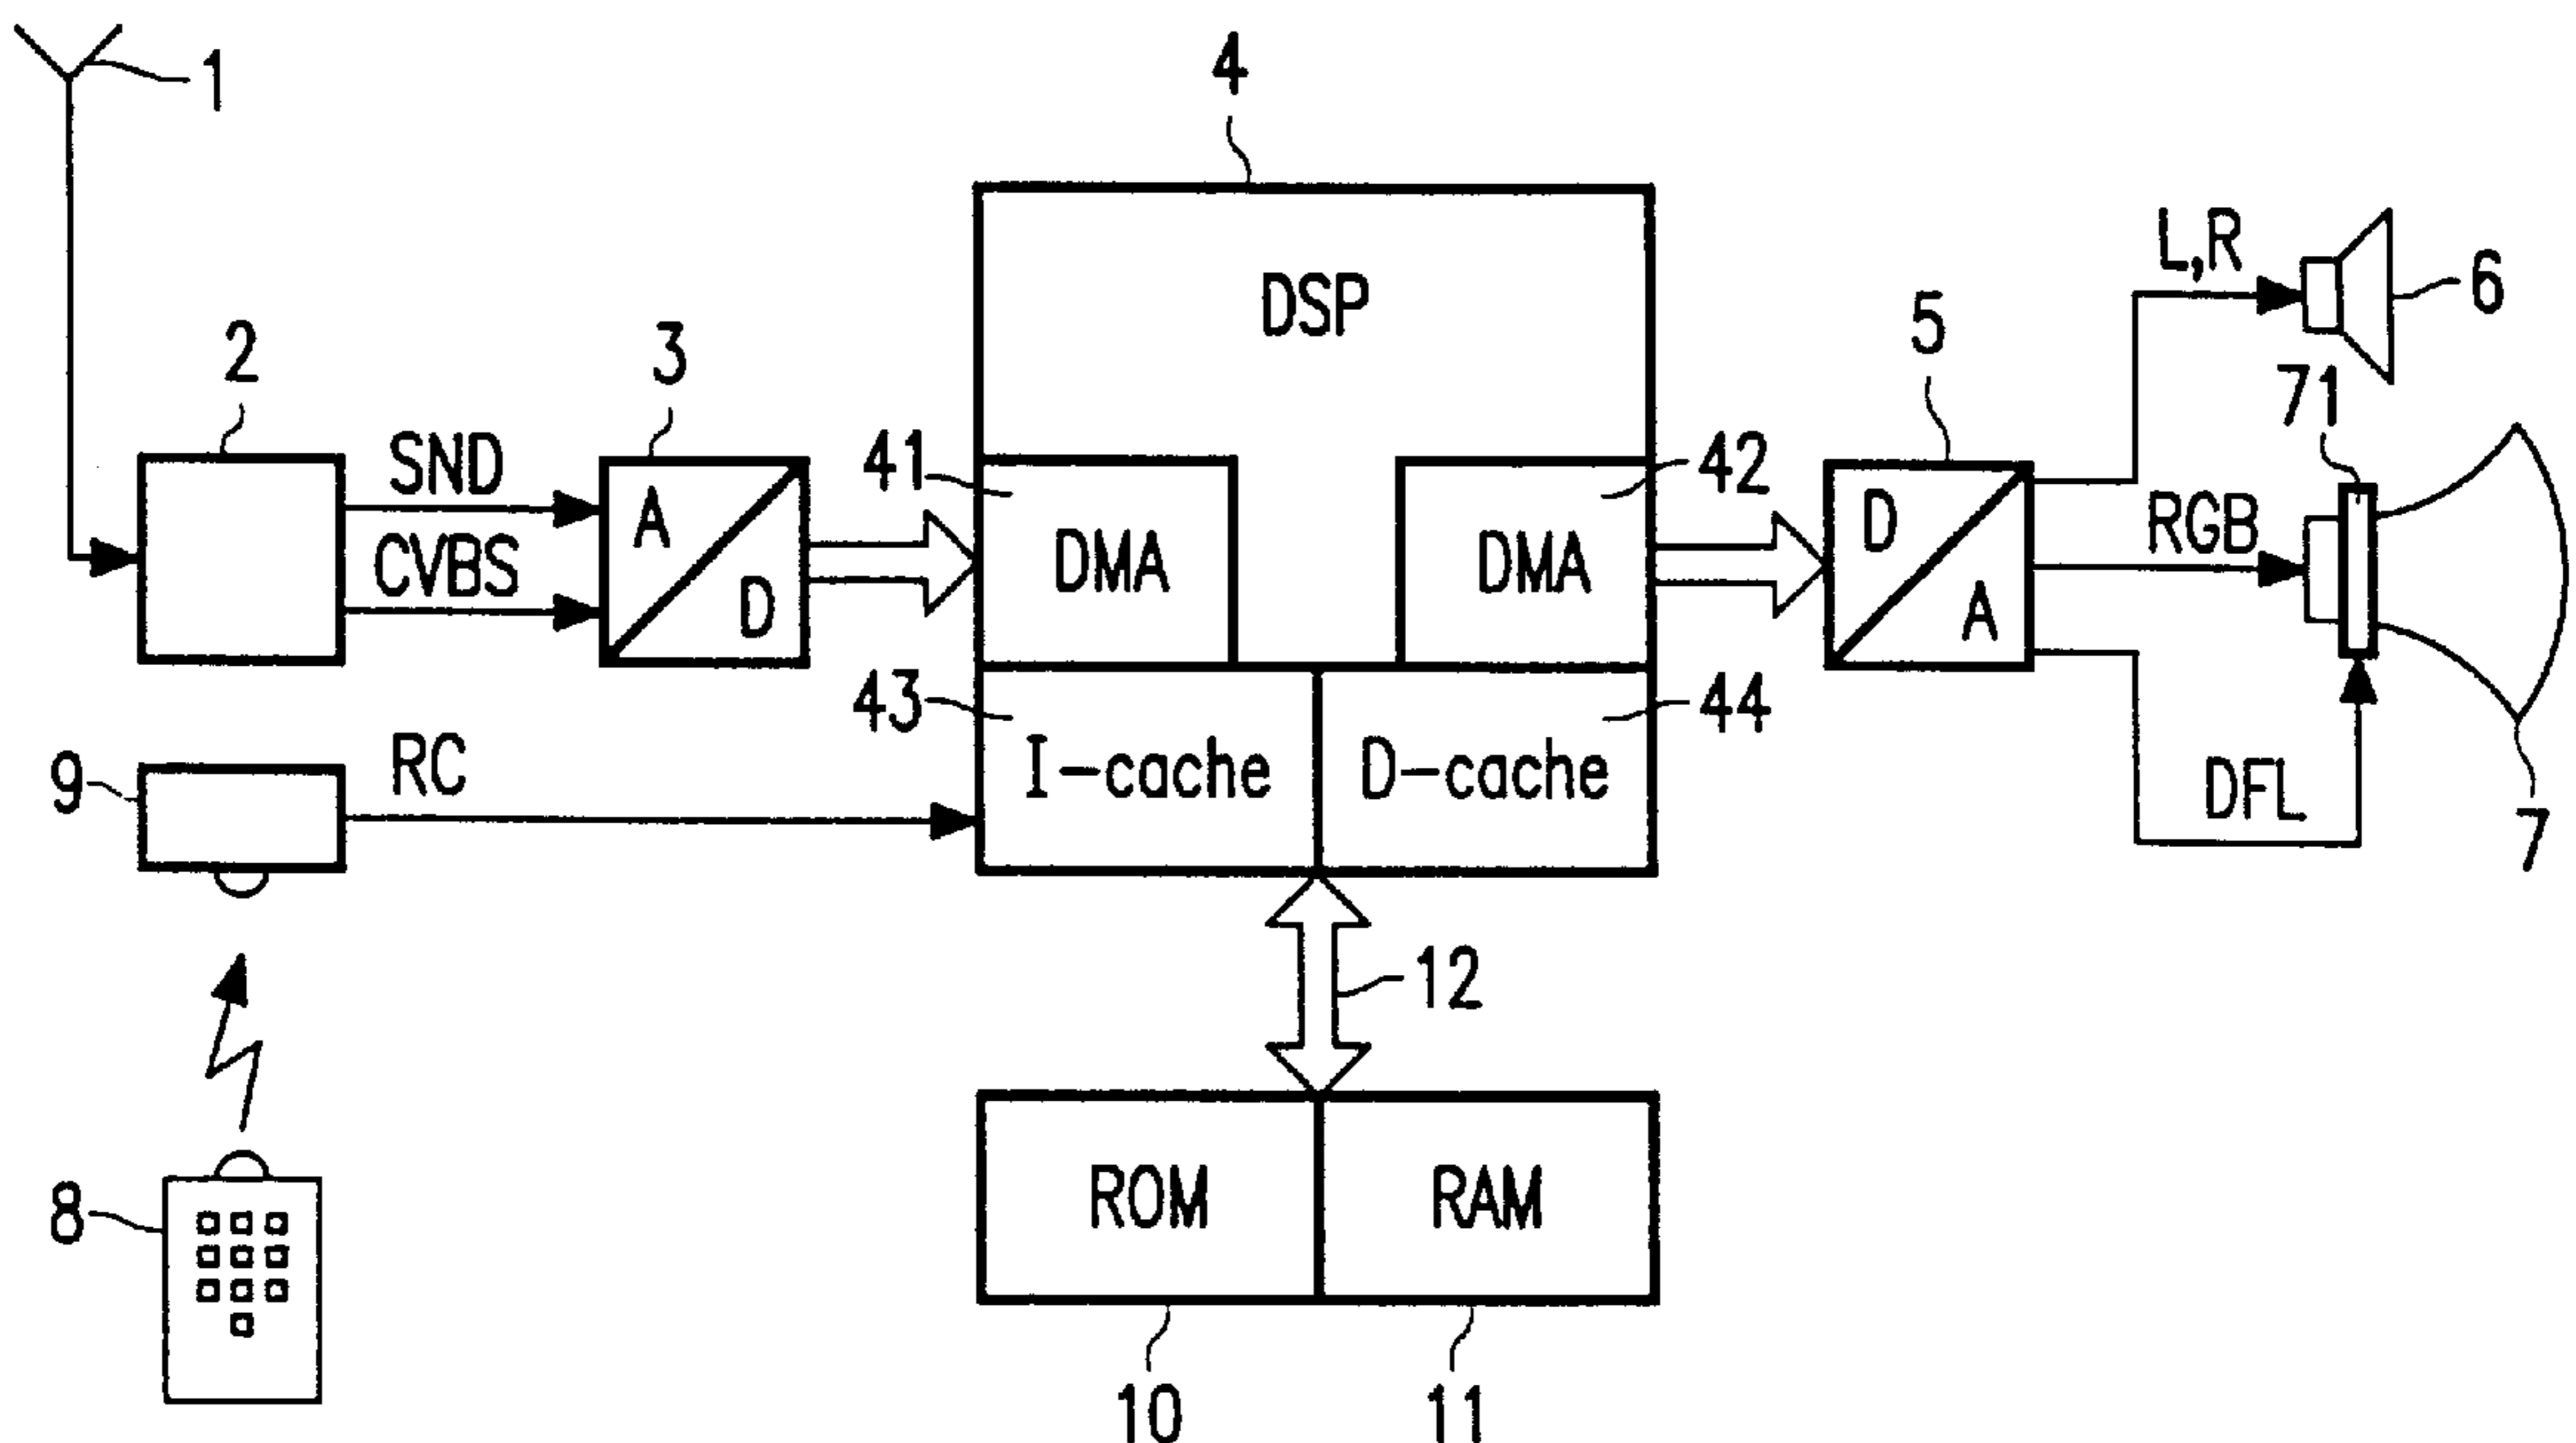 1
4
DSP
L,R
6
2
3
5
71
SND
41
42
A
D
RGB
CVBS
DMA
DMA
D
A
43
44
RC
9
I-cache
D-cache
DFL
7
12
8
ROM
RAM
10
11